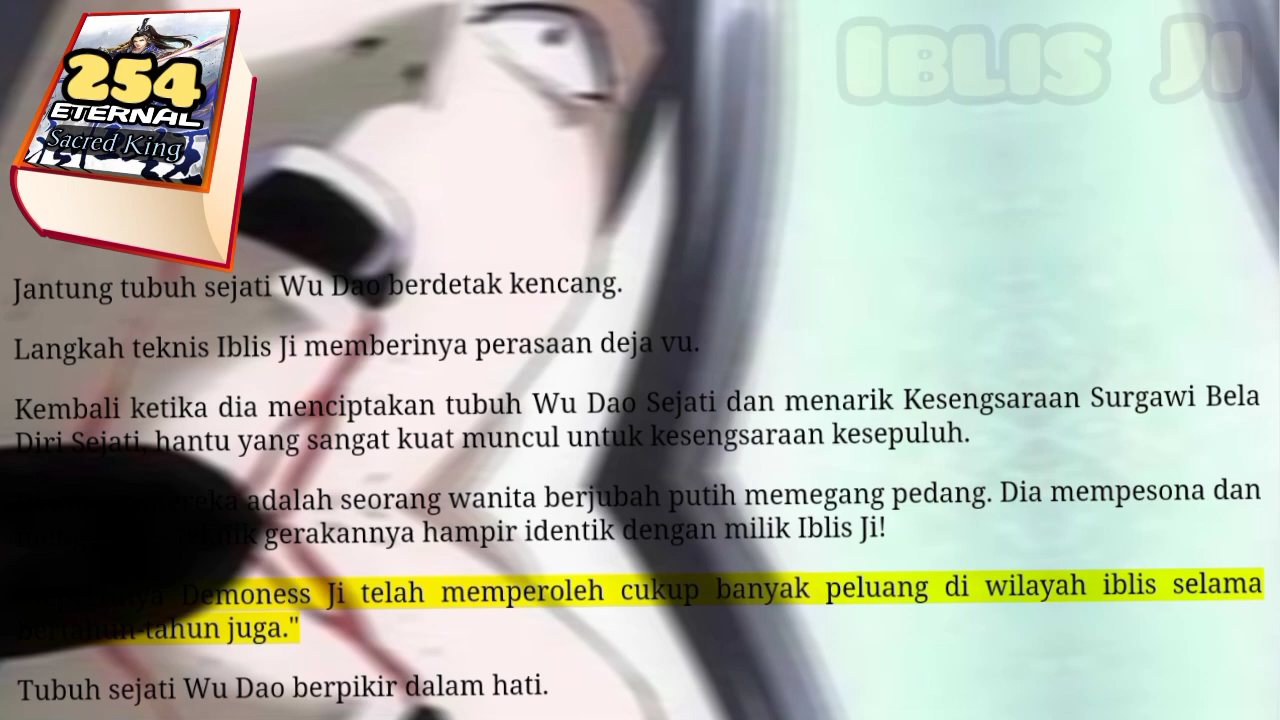 254
ETERNAL
Sacred King
IBLIS JI
Jantung tubuh sejati Wu Dao berdetak kencang.
Langkah teknis Iblis Ji memberinya perasaan deja vu.
Kembali ketika dia menciptakan tubuh Wu Dao Sejati dan menarik Kesengsaraan Surgawi Bela
Diri Sejati, hantu yang sangat kuat muncul untuk kesengsaraan kesepuluh.
adalah seorang wanita berjubah putih memegang pedang. Dia mempesona dan
gerakannya hampir identik dengan milik Iblis Ji!
Demoness Ji telah memperoleh cukup banyak peluang di wilayah iblis selama
bertahun-tahun juga."
Tubuh sejati Wu Dao berpikir dalam hati.